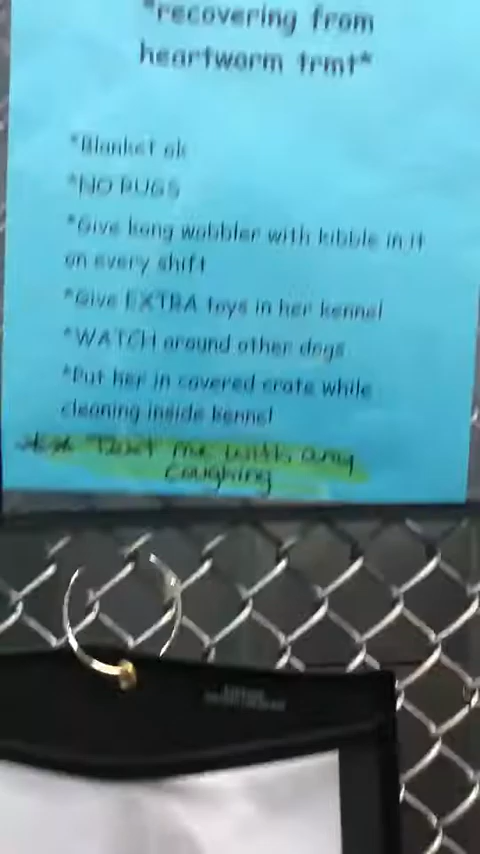 *recovering from
heartworm trmt*
*Blanket ok
*NO RUGS
*Give kong wobbler with kibble in it
on every shift
*Give EXTRA toys in her kennel
*WATCH around other dogs
*Put her in covered crate while
cleaning inside kennel
*** Text me with any
coughing